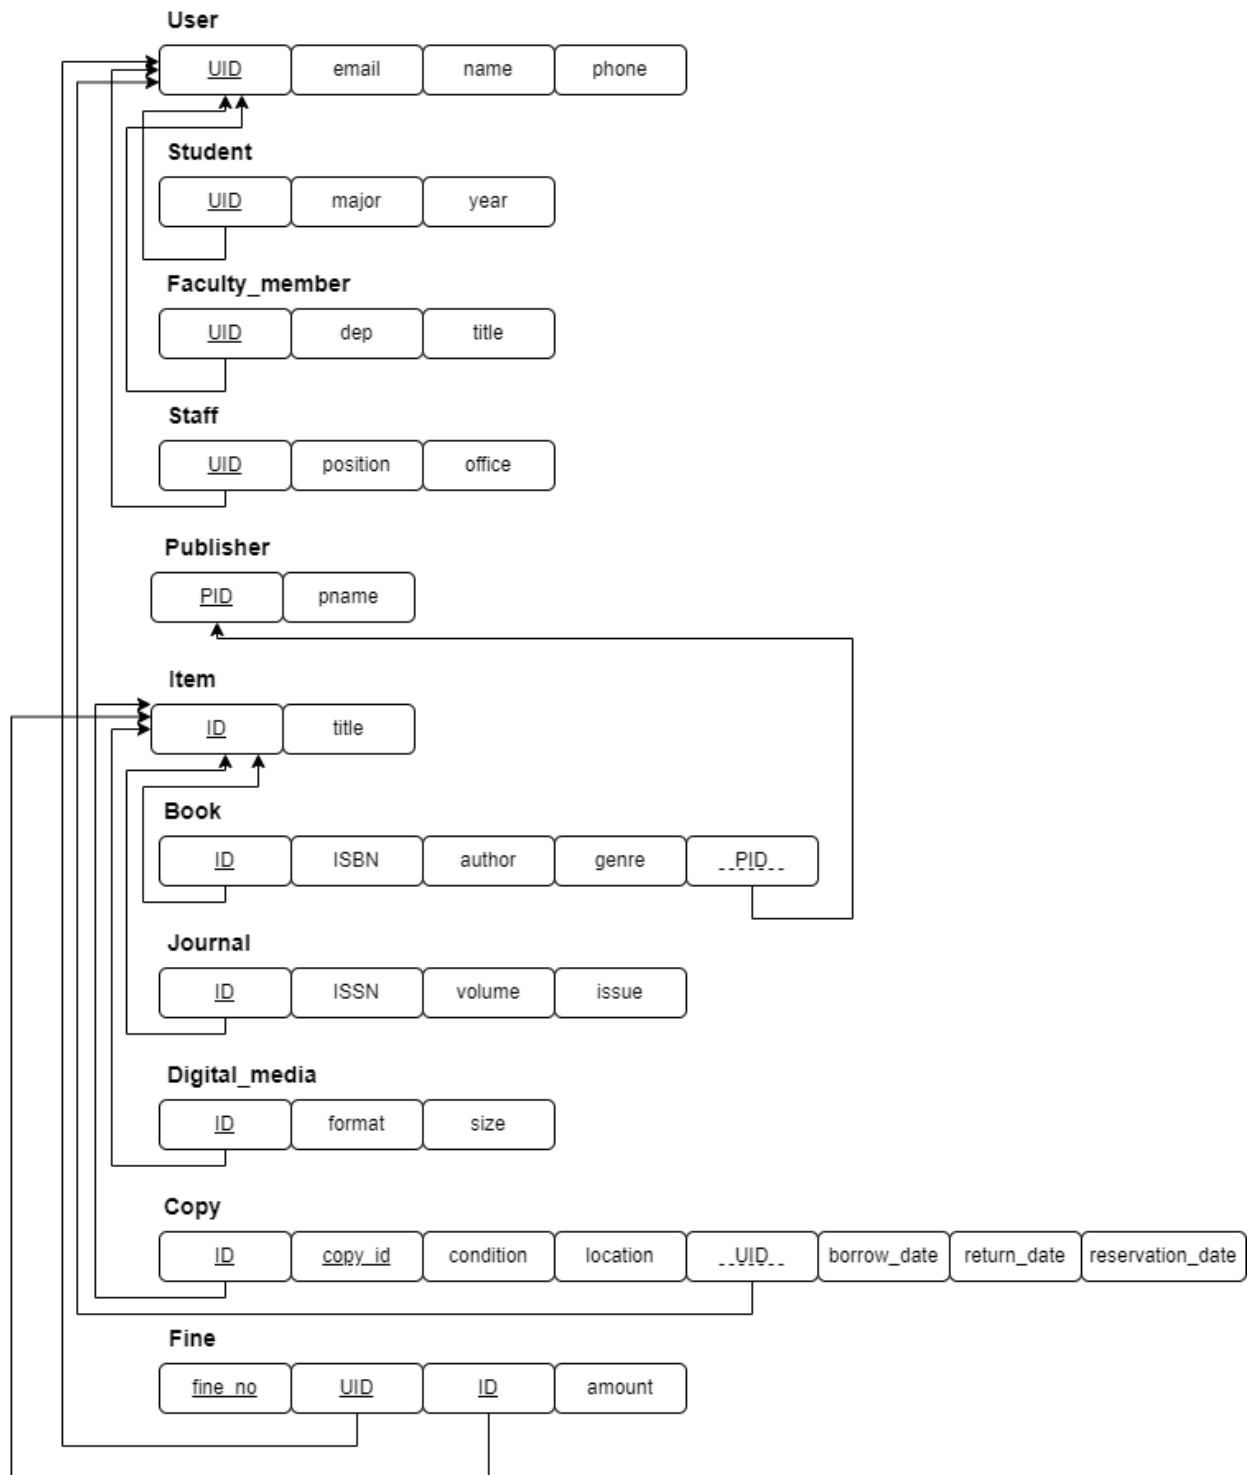 User
UID email name phone
Student
UID major year
Faculty_member
UID dep title
Staff
UID position office
Publisher
PID pname
Item
ID title
Book
ID ISBN author genre PID
Journal
ID ISSN volume issue
Digital_media
ID format size
Copy
ID copy_id condition location UID borrow_date return_date reservation_date
Fine
fine_no UID ID amount